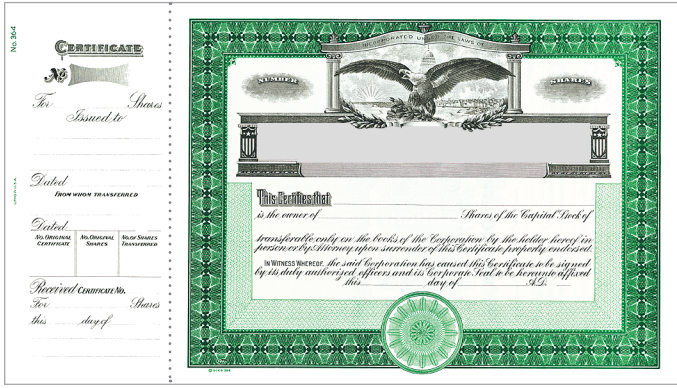 No. 364
CERTIFICATE
No.
For Shares
Issued to
Dated
FROM WHOM TRANSFERRED
Dated
NO. ORIGINAL CERTIFICATE
NO. ORIGINAL SHARES
NO. OF SHARES TRANSFERRED
Received CERTIFICATE NO.
For Shares
this day of
INCORPORATED UNDER THE LAWS OF
NUMBER
SHARES
This Certifies that
is the owner of Shares of the Capital Stock of
transferable only on the books of the Corporation by the holder hereof in
person or by Attorney upon surrender of this Certificate properly endorsed.
IN WITNESS WHEREOF, the said Corporation has caused this Certificate to be signed
by its duly authorized officers and its Corporate Seal to be hereunto affixed
this day of A.D.